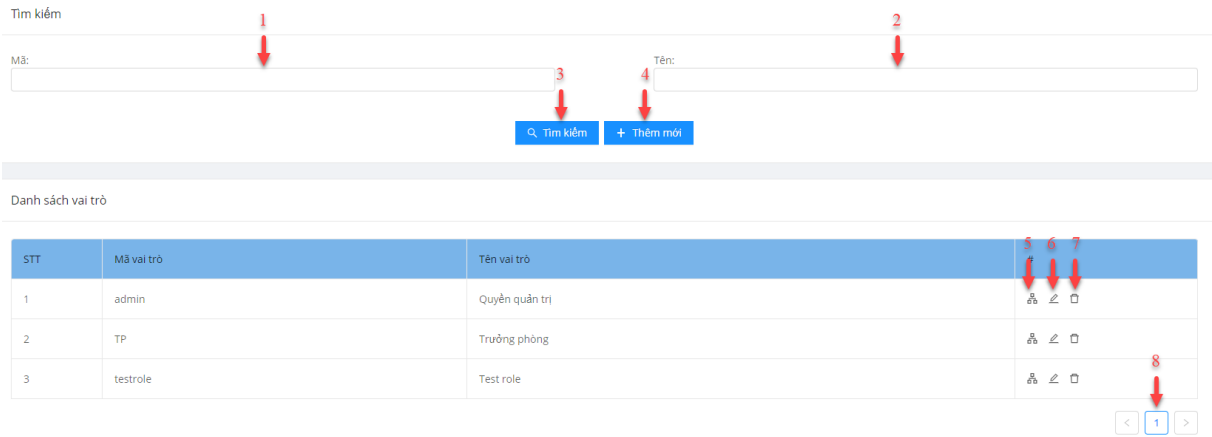 Tìm kiếm
1
2
Mã:
Tên:
3
4
Tìm kiếm
+ Thêm mới
Danh sách vai trò
5 6 7
STT Mã vai trò Tên vai trò #
1 admin Quyền quản trị
2 TP Trưởng phòng
3 testrole Test role
8
< 1 >